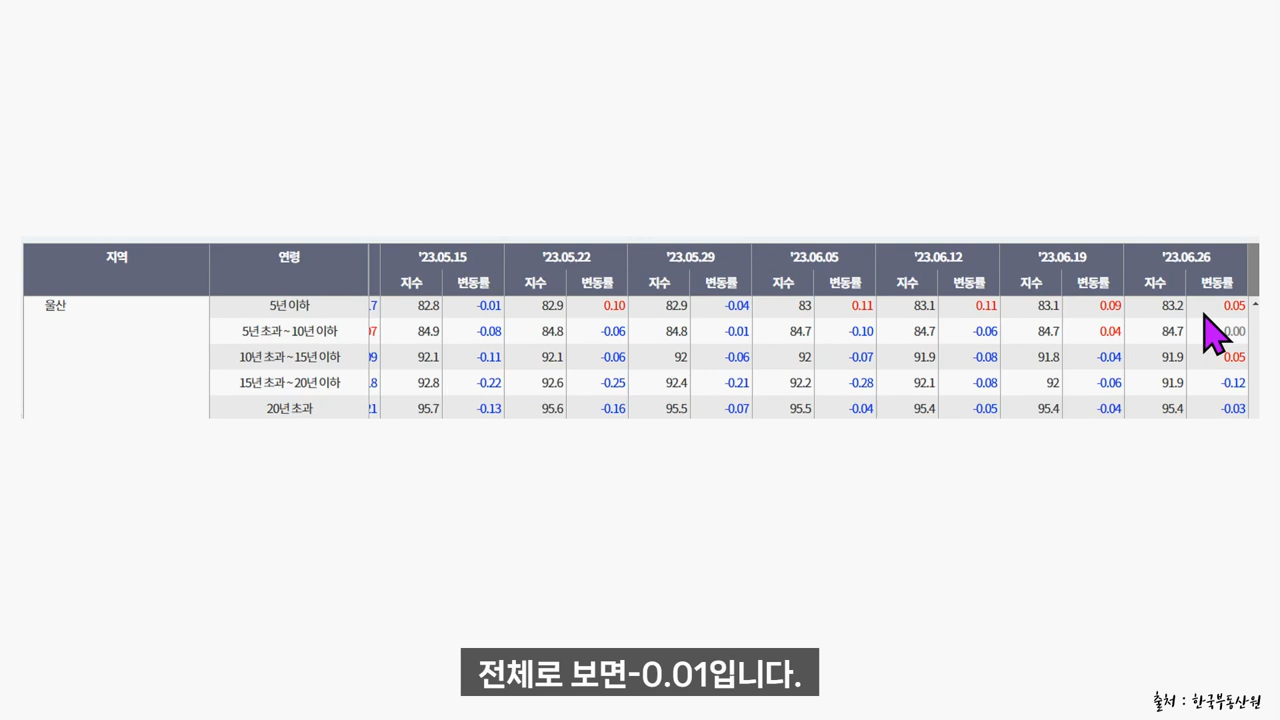 지역 연령 '23.05.15 '23.05.22 '23.05.29 '23.06.05 '23.06.12 '23.06.19 '23.06.26
지수 변동률 지수 변동률 지수 변동률 지수 변동률 지수 변동률 지수 변동률 지수 변동률
울산 5년 이하 .7 82.8 -0.01 82.9 0.10 82.9 -0.04 83 0.11 83.1 0.11 83.1 0.09 83.2 0.05
5년 초과 ~ 10년 이하 07 84.9 -0.08 84.8 -0.06 84.8 -0.01 84.7 -0.10 84.7 -0.06 84.7 0.04 84.7 0.00
10년 초과 ~ 15년 이하 09 92.1 -0.11 92.1 -0.06 92 -0.06 92 -0.07 91.9 -0.08 91.8 -0.04 91.9 0.05
15년 초과 ~ 20년 이하 .8 92.8 -0.22 92.6 -0.25 92.4 -0.21 92.2 -0.28 92.1 -0.08 92 -0.06 91.9 -0.12
20년 초과 21 95.7 -0.13 95.6 -0.16 95.5 -0.07 95.5 -0.04 95.4 -0.05 95.4 -0.04 95.4 -0.03
전체로 보면-0.01입니다.
출처 : 한국부동산원